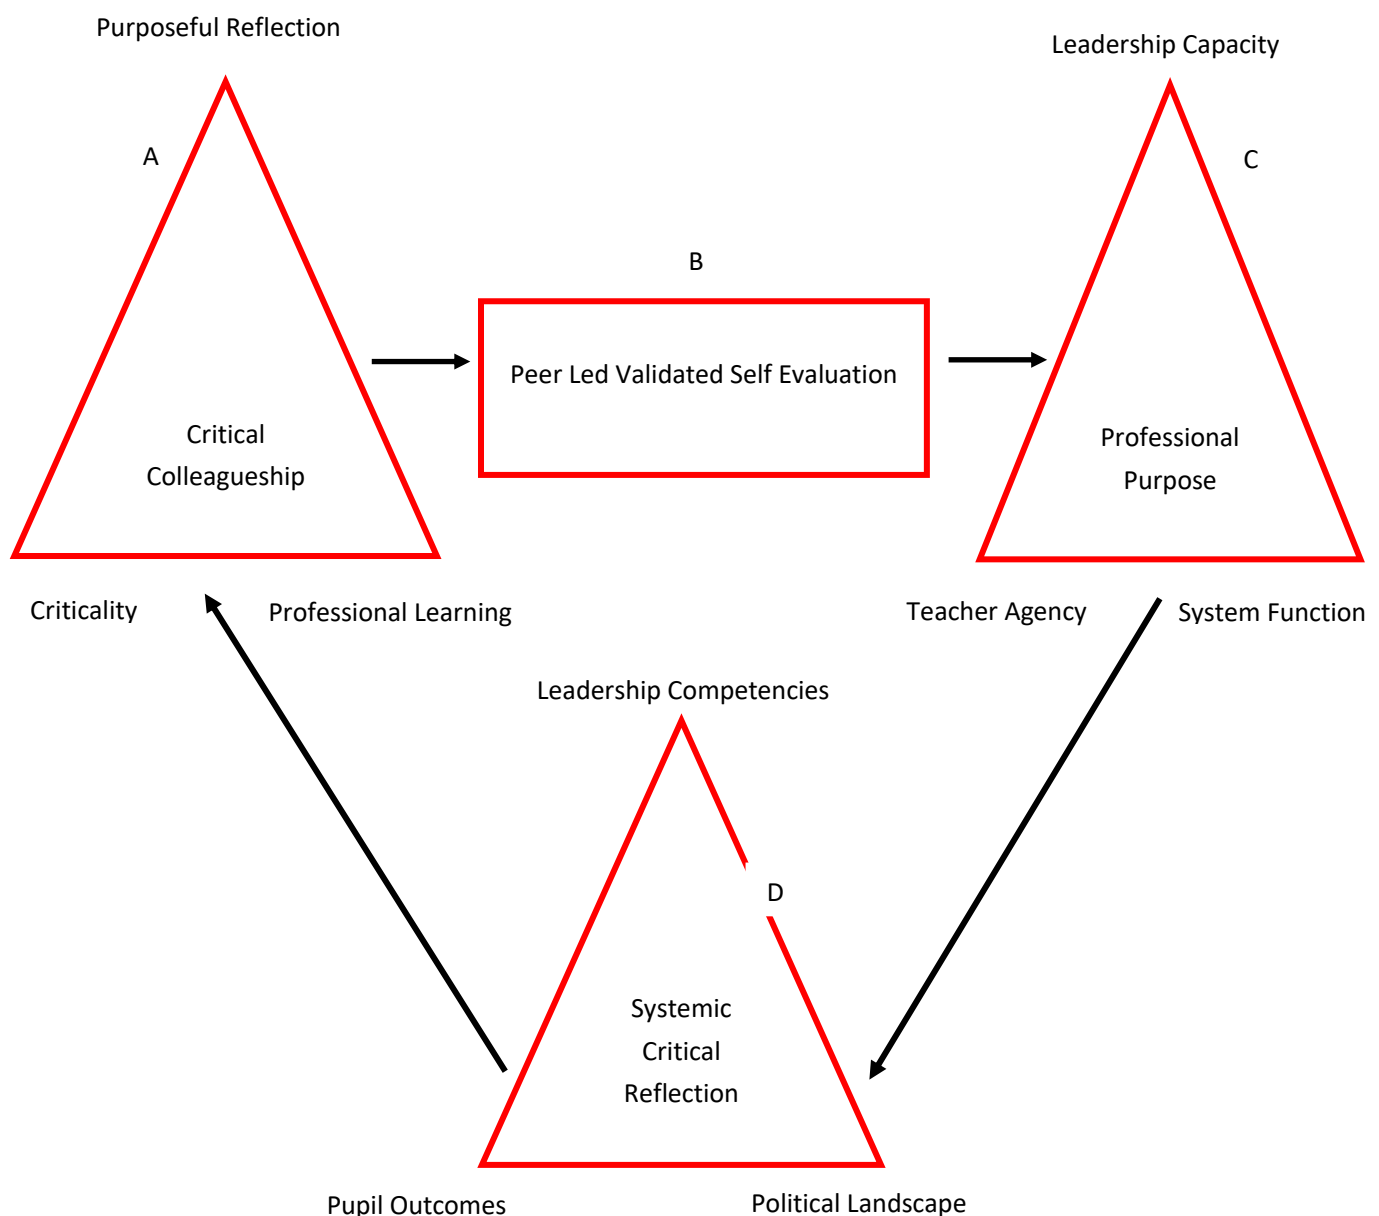 Purposeful Reflection
Leadership Capacity
A
C
B
Peer Led Validated Self Evaluation
Critical
Colleagueship
Professional
Purpose
Criticality
Professional Learning
Teacher Agency
System Function
Leadership Competencies
D
Systemic
Critical
Reflection
Pupil Outcomes
Political Landscape